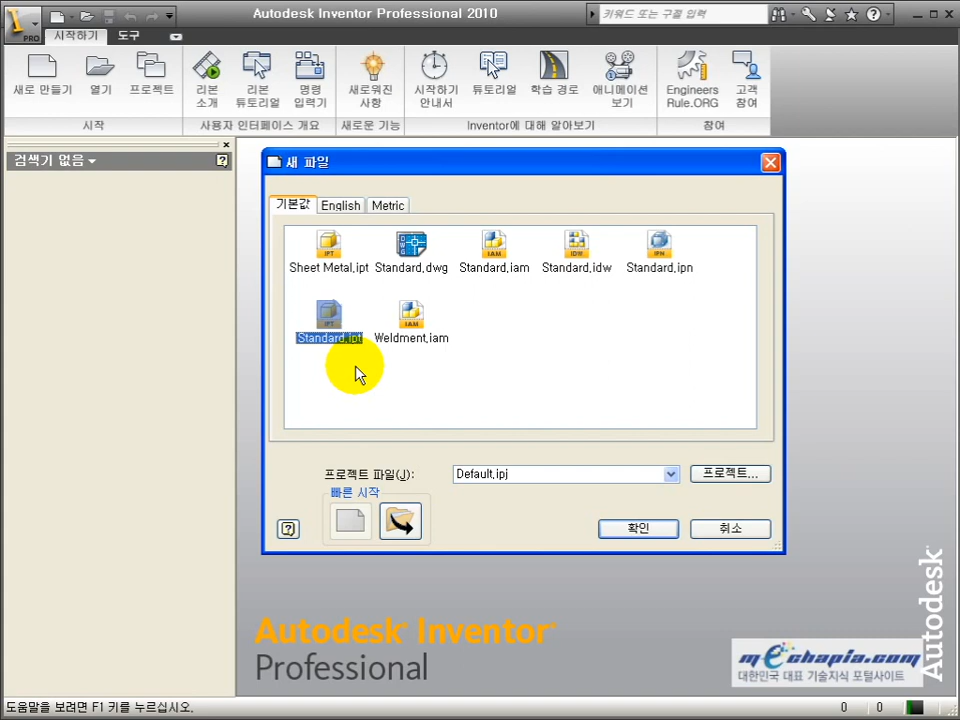 Autodesk Inventor Professional 2010
키워드 또는 구절 입력
PRO
시작하기 도구
새로 만들기
열기
프로젝트
리본
소개
리본
튜토리얼
명령
입력기
새로워진
사항
시작하기
안내서
튜토리얼
학습 경로
애니메이션
보기
Engineers
Rule.ORG
고객
참여
시작
사용자 인터페이스 개요
새로운 기능
Inventor에 대해 알아보기
참여
검색기 없음
새 파일
기본값 English Metric
Sheet Metal.ipt
Standard.dwg
Standard.iam
Standard.idw
Standard.ipn
Standard.ipt
Weldment.iam
프로젝트 파일(J):
Default.ipj
프로젝트...
빠른 시작
확인
취소
Autodesk Inventor
Professional
Autodesk
mechapia.com
대한민국 대표 기술지식 포털사이트
도움말을 보려면 F1 키를 누르십시오.
0 0